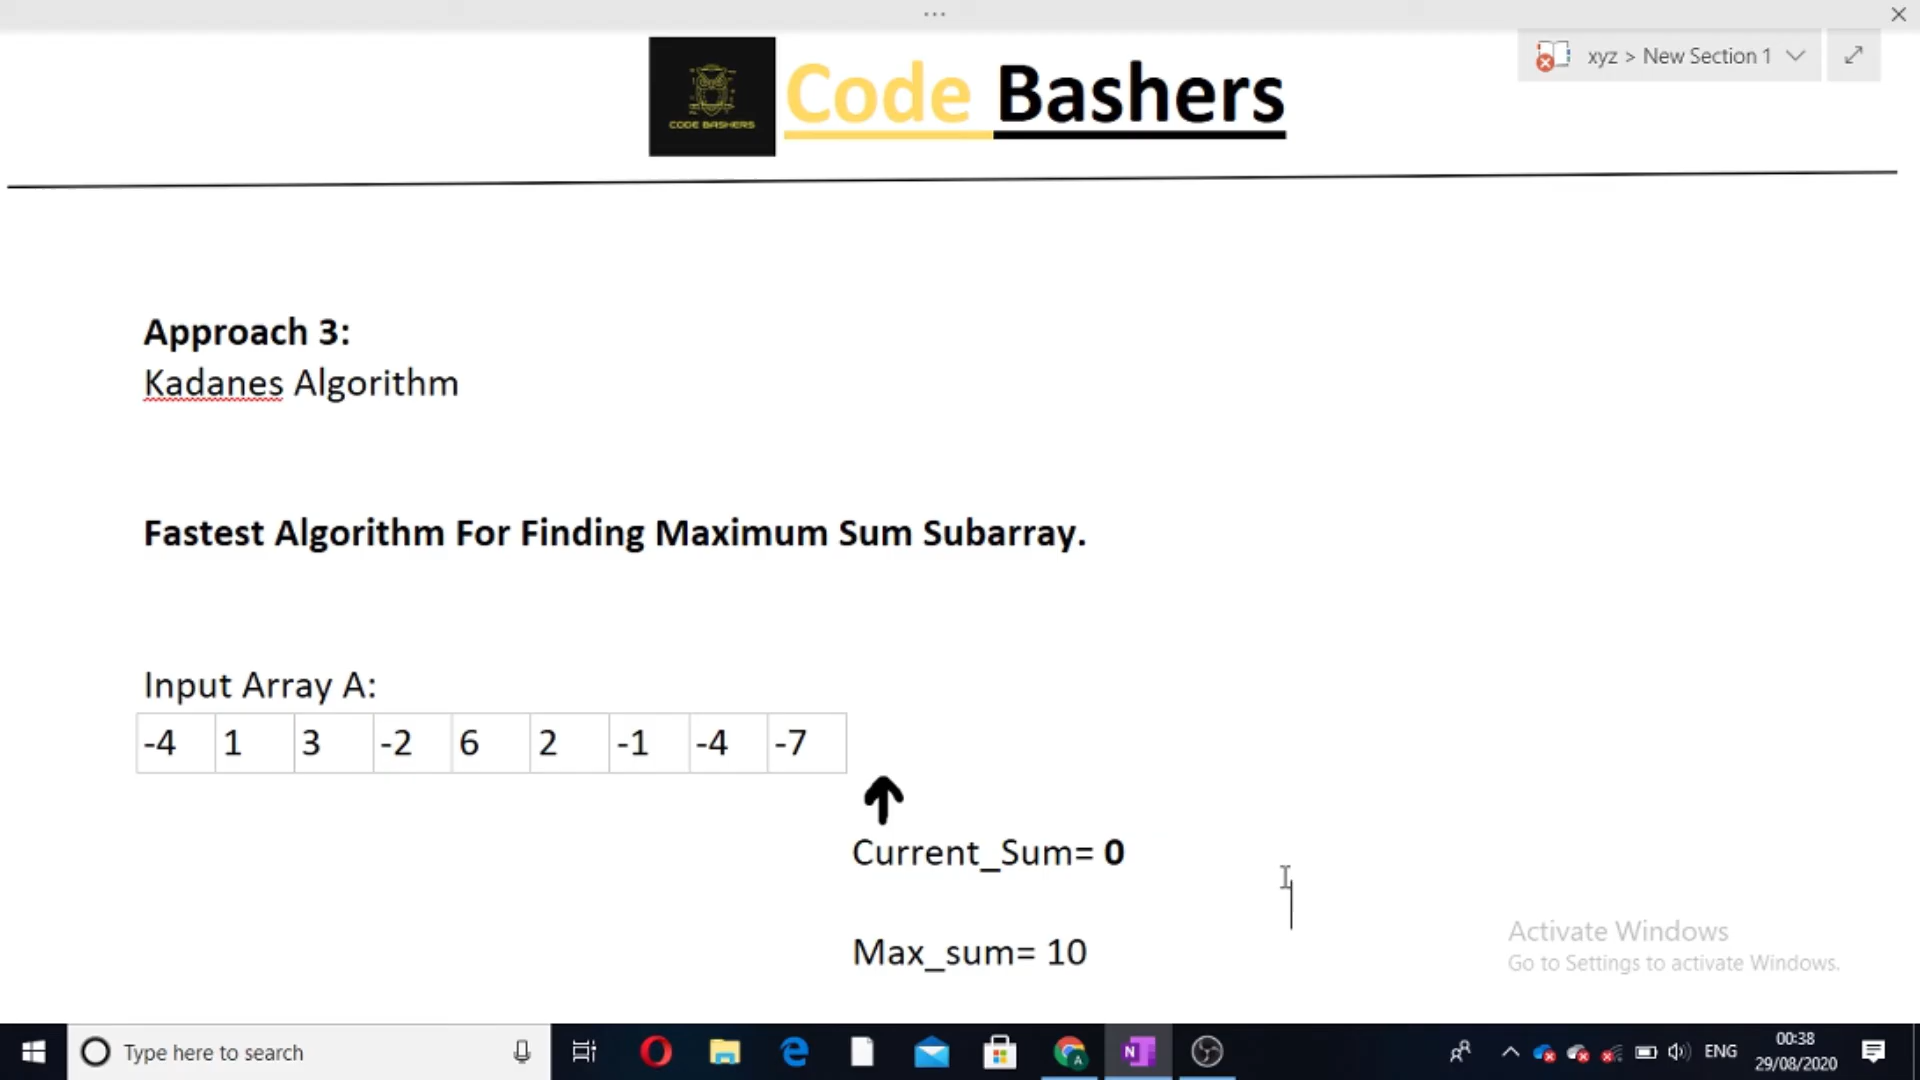 ...
xyz > New Section 1
CODE BASHERS
Code Bashers
Approach 3:
Kadanes Algorithm
Fastest Algorithm For Finding Maximum Sum Subarray.
Input Array A:
-4 1 3 -2 6 2 -1 -4 -7
Current_Sum= 0
Max_sum= 10
Activate Windows
Go to Settings to activate Windows.
Type here to search
A
N
ENG
00:38
29/08/2020